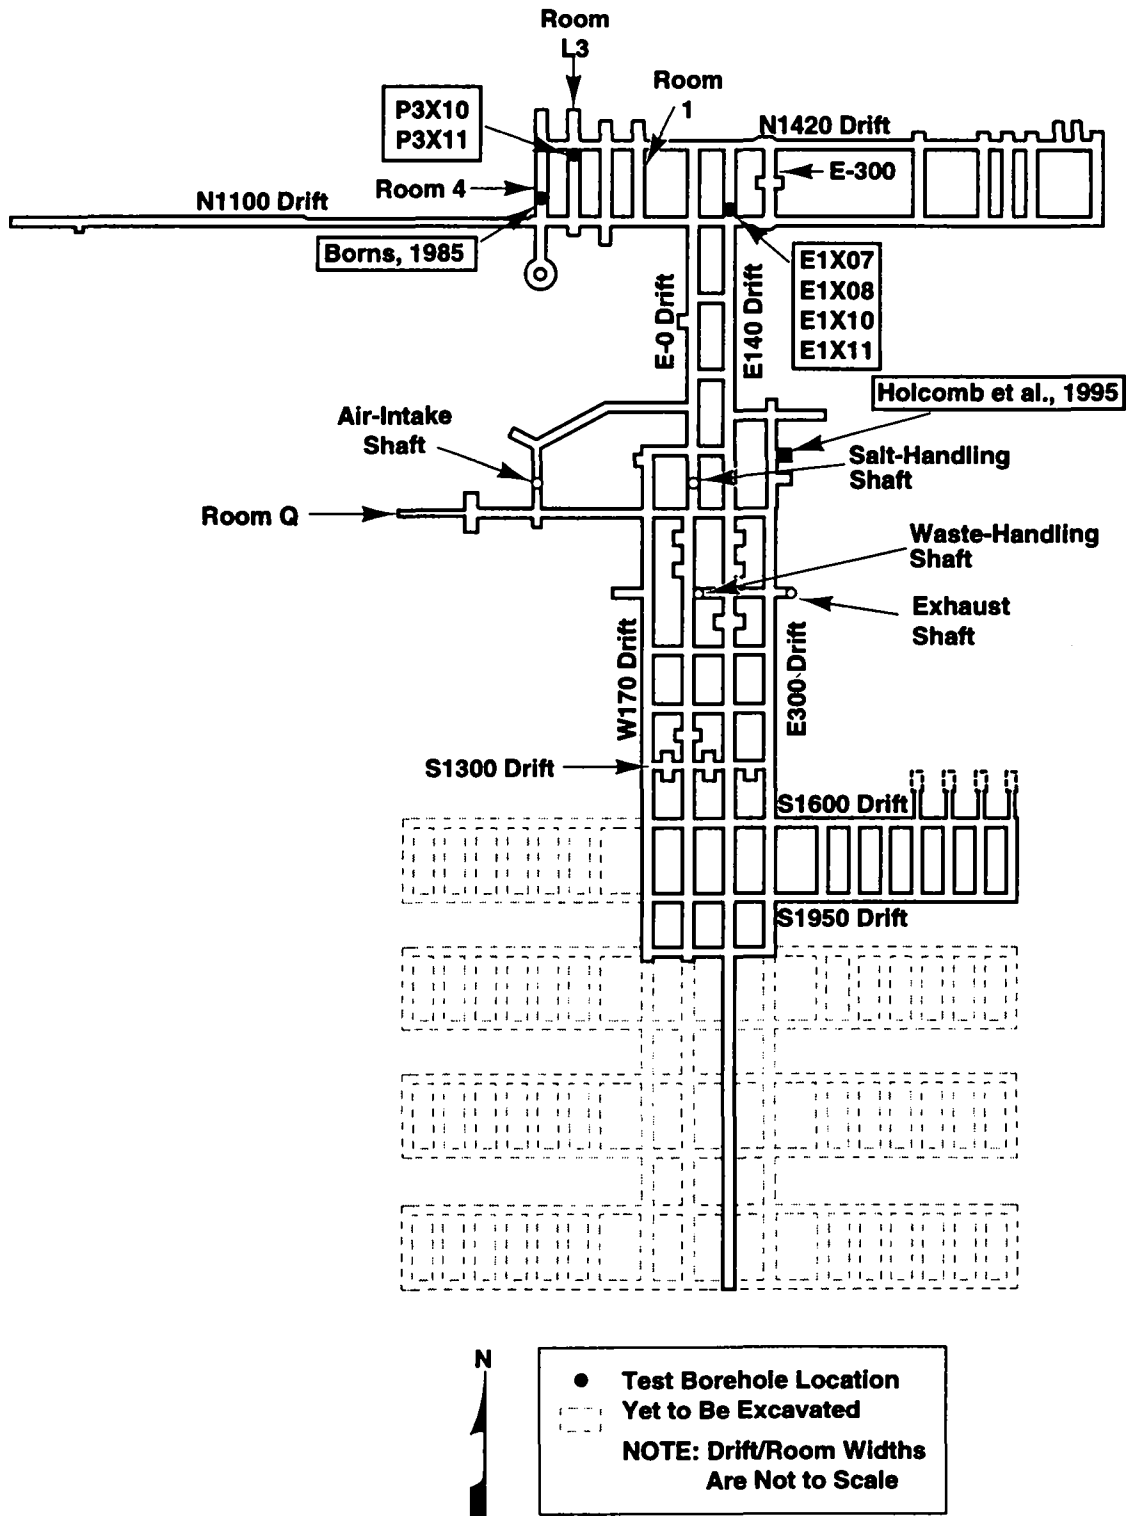 Room
L3
Room
1
P3X10
P3X11
N1420 Drift
E-300
Room 4
N1100 Drift
Borns, 1985
E1X07
E1X08
E1X10
E1X11
E-0 Drift
E140 Drift
Holcomb et al., 1995
Air-Intake
Shaft
Salt-Handling
Shaft
Room Q
Waste-Handling
Shaft
Exhaust
Shaft
W170 Drift
E300 Drift
S1300 Drift
S1600 Drift
S1950 Drift
N
Test Borehole Location
Yet to Be Excavated
NOTE: Drift/Room Widths
Are Not to Scale